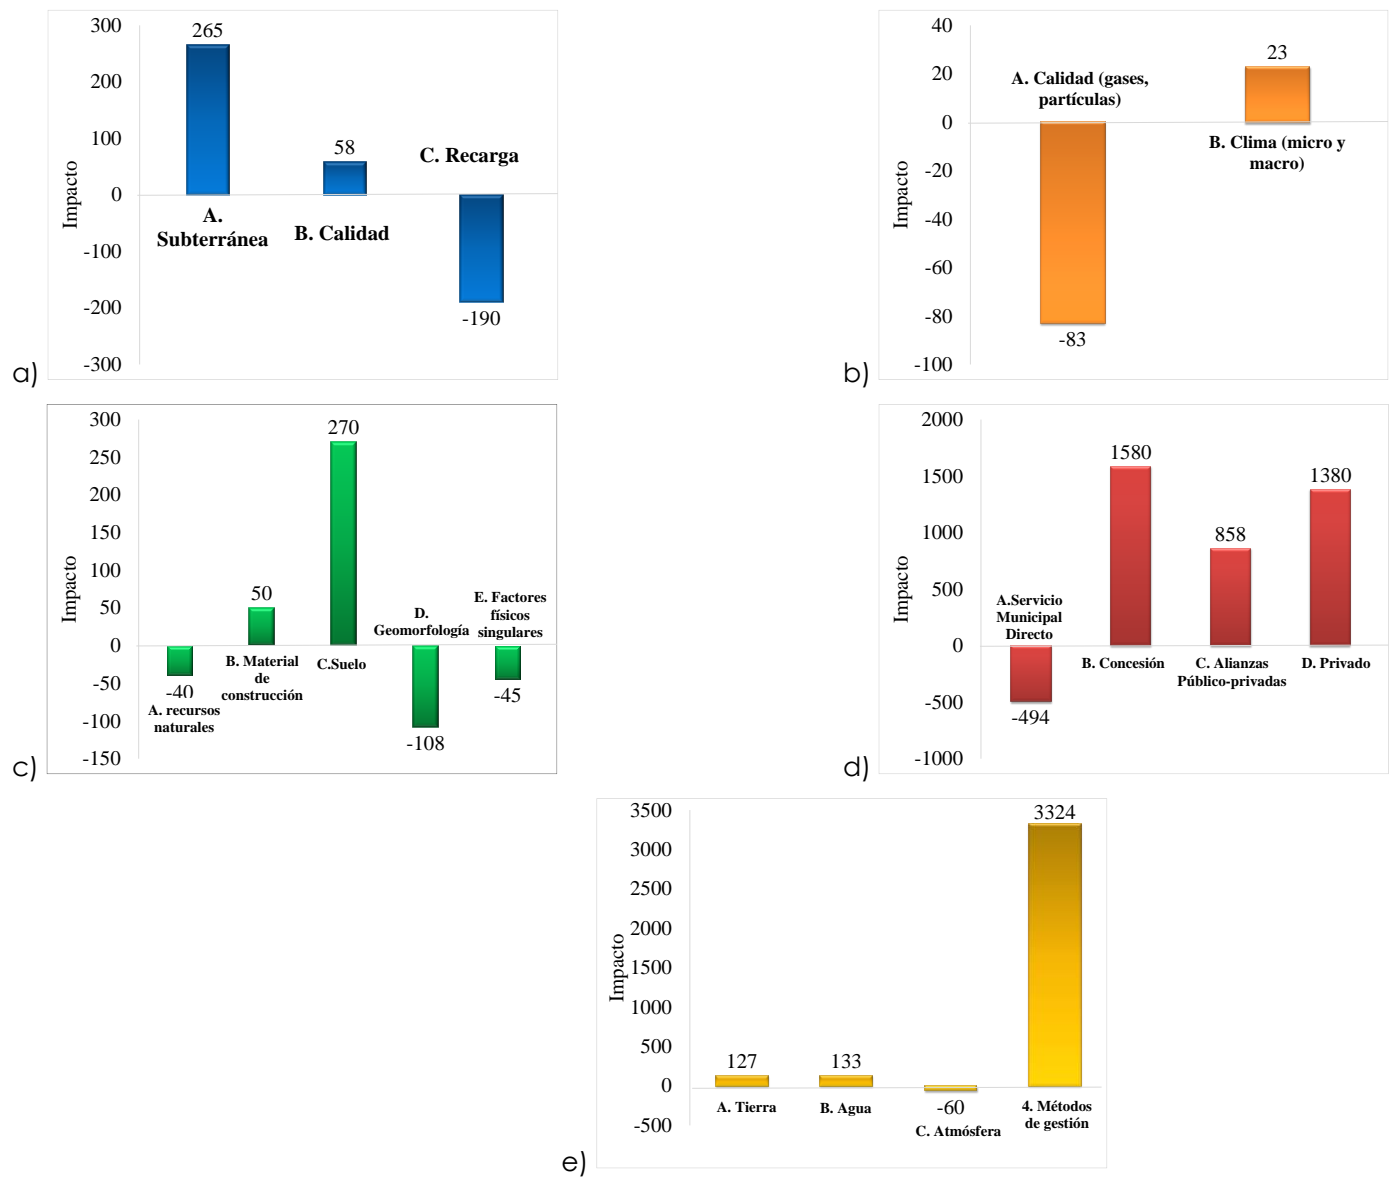 300
200
100
0
-100
-200
-300
Impacto
265
58
-190
A.
Subterránea
B. Calidad
C. Recarga
a)
40
20
0
-20
-40
-60
-80
-100
Impacto
A. Calidad (gases,
partículas)
-83
23
B. Clima (micro y
macro)
b)
300
250
200
150
100
50
0
-50
-100
-150
Impacto
-40
A. recursos
naturales
50
B. Material
de
construcción
270
C.Suelo
D.
Geomorfología
-108
E. Factores
físicos
singulares
-45
c)
2000
1500
1000
500
0
-500
-1000
Impacto
A.Servicio
Municipal
Directo
-494
1580
B. Concesión
858
C. Alianzas
Público-privadas
1380
D. Privado
d)
3500
3000
2500
2000
1500
1000
500
0
-500
Impacto
127
A. Tierra
133
B. Agua
-60
C. Atmósfera
3324
4. Métodos
de gestión
e)